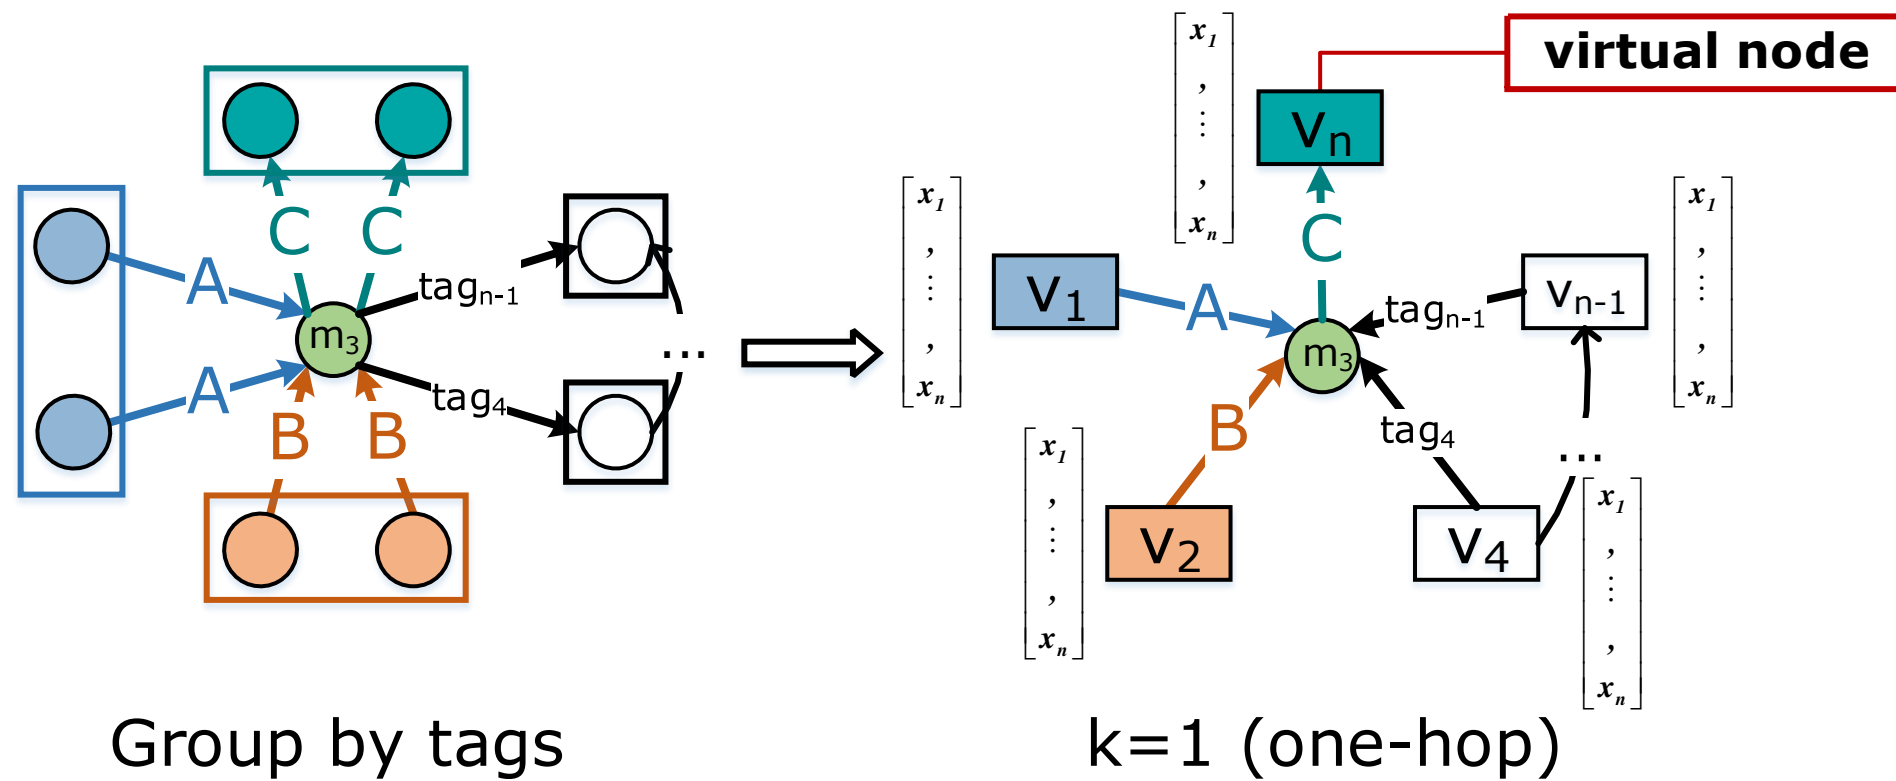 C
C
A
A
B
B
m3
tagn-1
tag4
...
Group by tags
virtual node
vn
v1
v2
v4
vn-1
C
A
B
tagn-1
tag4
m3
...
x1
,
⋮
,
xn
x1
,
⋮
,
xn
x1
,
⋮
,
xn
x1
,
⋮
,
xn
x1
,
⋮
,
xn
k=1 (one-hop)